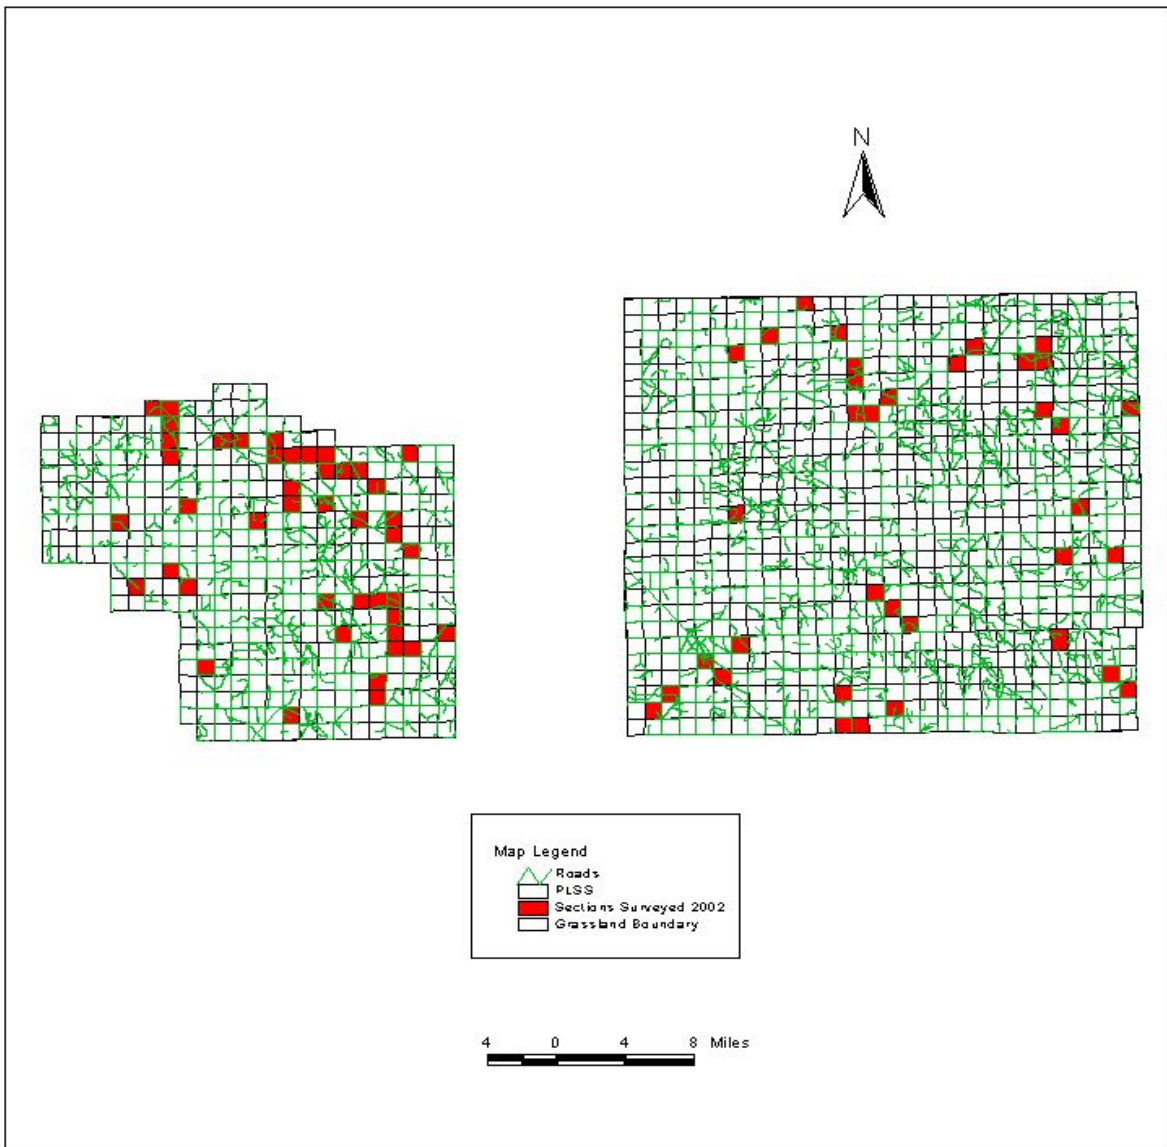 N
Map Legend
Roads
PLSS
Sections Surveyed 2002
Grassland Boundary
4 0 4 8 Miles